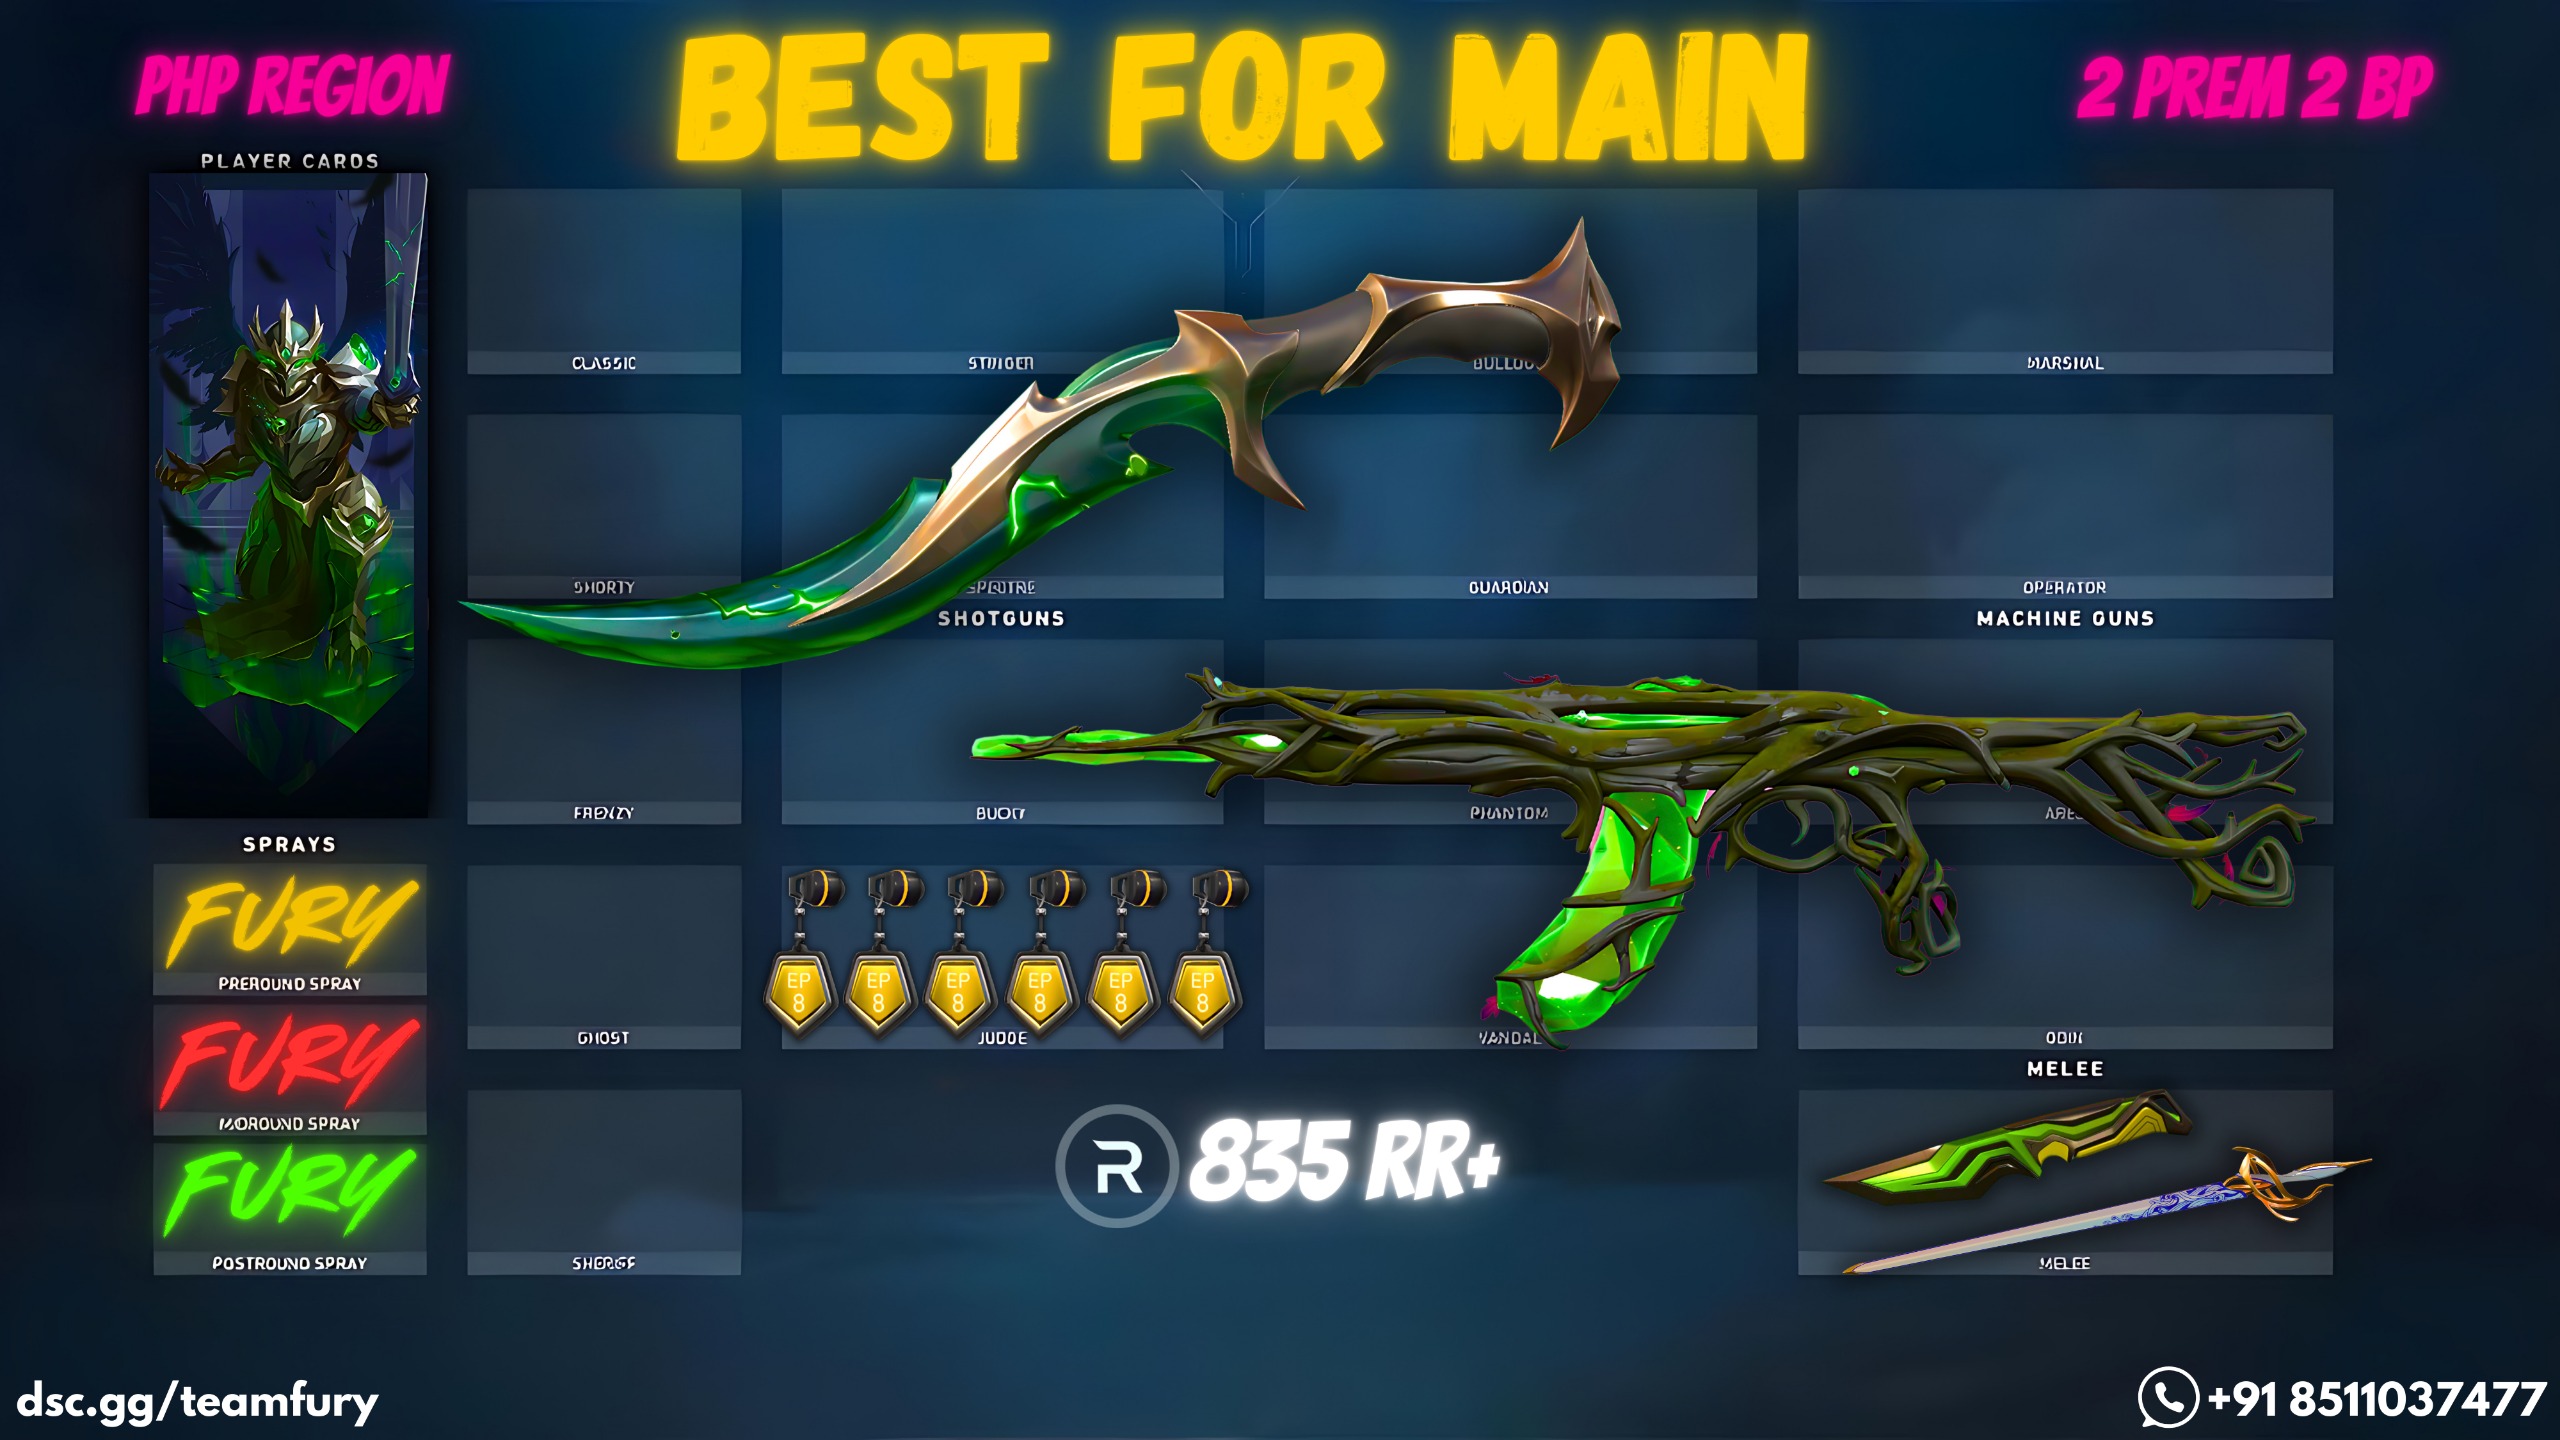 PHP REGION
BEST FOR MAIN
2 PREM 2 BP
PLAYER CARDS
CLASSIC
MARSHAL
SHORTY
GUARDIAN
OPERATOR
SHOTGUNS
MACHINE GUNS
FRENZY
PHANTOM
SPRAYS
FURY
PREROUND SPRAY
FURY
FURY
POSTROUND SPRAY
GHOST
EP 8
EP 8
EP 8
EP 8
EP 8
EP 8
JUDGE
VANDAL
ODIN
MELEE
R 835 RR+
MELEE
dsc.gg/teamfury
+91 8511037477